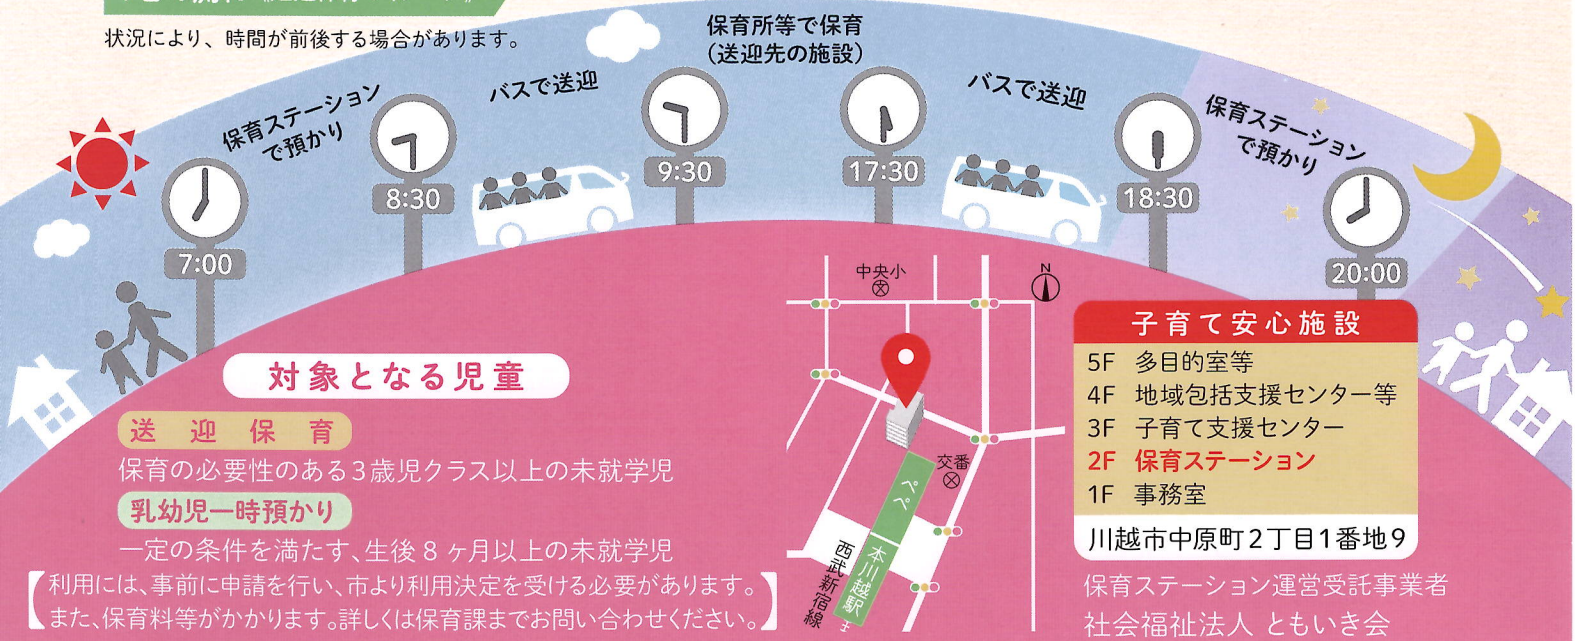 状況により、時間が前後する場合があります。
保育ステーション
で預かり
バスで送迎
保育所等で保育
(送迎先の施設)
バスで送迎
保育ステーション
で預かり
7:00
8:30
9:30
17:30
18:30
20:00
対象となる児童
送迎保育
保育の必要性のある3歳児クラス以上の未就学児
乳幼児一時預かり
一定の条件を満たす、生後8ヶ月以上の未就学児
【利用には、事前に申請を行い、市より利用決定を受ける必要があります。
また、保育料等がかかります。詳しくは保育課までお問い合わせください。】
中央小
文
N
交番
ペペ
本川越駅
西武新宿線
子育て安心施設
5F 多目的室等
4F 地域包括支援センター等
3F 子育て支援センター
2F 保育ステーション
1F 事務室
川越市中原町2丁目1番地9
保育ステーション運営受託事業者
社会福祉法人 ともいき会